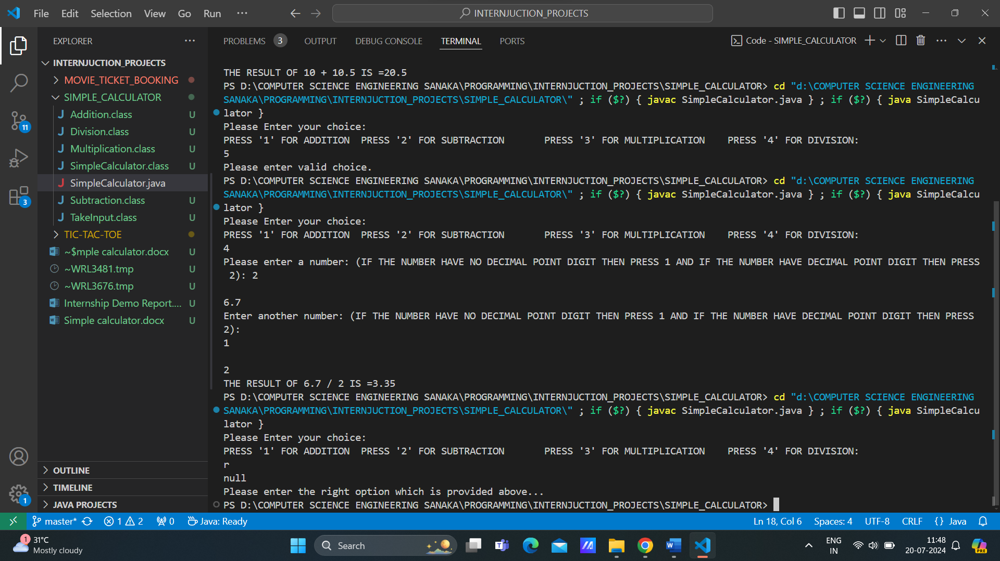 File Edit Selection View Go Run ...
INTERNJUCTION_PROJECTS
EXPLORER
INTERNJUCTION_PROJECTS
MOVIE_TICKET_BOOKING
SIMPLE_CALCULATOR
J Addition.class U
J Division.class U
J Multiplication.class U
J SimpleCalculator.class U
J SimpleCalculator.java
J Subtraction.class U
J TakeInput.class U
TIC-TAC-TOE
~$mple calculator.docx U
~WRL3481.tmp U
~WRL3676.tmp U
Internship Demo Report.... U
Simple calculator.docx U
OUTLINE
TIMELINE
JAVA PROJECTS
11
3
1
PROBLEMS 3 OUTPUT DEBUG CONSOLE TERMINAL PORTS
Code - SIMPLE_CALCULATOR
THE RESULT OF 10 + 10.5 IS =20.5
PS D:\COMPUTER SCIENCE ENGINEERING SANAKA\PROGRAMMING\INTERNJUCTION_PROJECTS\SIMPLE_CALCULATOR> cd "d:\COMPUTER SCIENCE ENGINEERING
SANAKA\PROGRAMMING\INTERNJUCTION_PROJECTS\SIMPLE_CALCULATOR\" ; if ($?) { javac SimpleCalculator.java } ; if ($?) { java SimpleCalcu
lator }
Please Enter your choice:
PRESS '1' FOR ADDITION  PRESS '2' FOR SUBTRACTION       PRESS '3' FOR MULTIPLICATION    PRESS '4' FOR DIVISION:
5
Please enter valid choice.
PS D:\COMPUTER SCIENCE ENGINEERING SANAKA\PROGRAMMING\INTERNJUCTION_PROJECTS\SIMPLE_CALCULATOR> cd "d:\COMPUTER SCIENCE ENGINEERING
SANAKA\PROGRAMMING\INTERNJUCTION_PROJECTS\SIMPLE_CALCULATOR\" ; if ($?) { javac SimpleCalculator.java } ; if ($?) { java SimpleCalcu
lator }
Please Enter your choice:
PRESS '1' FOR ADDITION  PRESS '2' FOR SUBTRACTION       PRESS '3' FOR MULTIPLICATION    PRESS '4' FOR DIVISION:
4
Please enter a number: (IF THE NUMBER HAVE NO DECIMAL POINT DIGIT THEN PRESS 1 AND IF THE NUMBER HAVE DECIMAL POINT DIGIT THEN PRESS
2): 2
6.7
Enter another number: (IF THE NUMBER HAVE NO DECIMAL POINT DIGIT THEN PRESS 1 AND IF THE NUMBER HAVE DECIMAL POINT DIGIT THEN PRESS
2):
1
2
THE RESULT OF 6.7 / 2 IS =3.35
PS D:\COMPUTER SCIENCE ENGINEERING SANAKA\PROGRAMMING\INTERNJUCTION_PROJECTS\SIMPLE_CALCULATOR> cd "d:\COMPUTER SCIENCE ENGINEERING
SANAKA\PROGRAMMING\INTERNJUCTION_PROJECTS\SIMPLE_CALCULATOR\" ; if ($?) { javac SimpleCalculator.java } ; if ($?) { java SimpleCalcu
lator }
Please Enter your choice:
PRESS '1' FOR ADDITION  PRESS '2' FOR SUBTRACTION       PRESS '3' FOR MULTIPLICATION    PRESS '4' FOR DIVISION:
r
null
Please enter the right option which is provided above...
PS D:\COMPUTER SCIENCE ENGINEERING SANAKA\PROGRAMMING\INTERNJUCTION_PROJECTS\SIMPLE_CALCULATOR>
master* 1 2 0 Java: Ready
Ln 18, Col 6 Spaces: 4 UTF-8 CRLF {} Java
1 31°C
Mostly cloudy
Search
ENG
IN
11:48
20-07-2024
PRE